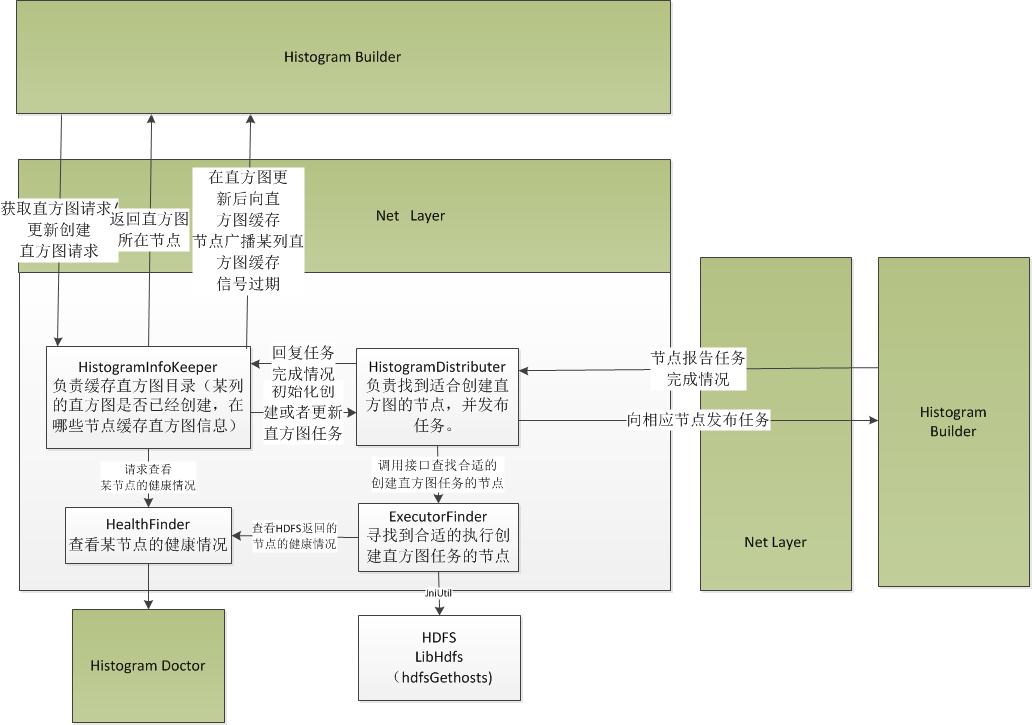 Histogram Builder
Net Layer
获取直方图请求/
更新创建
直方图请求
返回直方图
所在节点
在直方图更
新后向直
方图缓存
节点广播某列直
方图缓存
信号过期
HistogramInfoKeeper
负责缓存直方图目录（某列
的直方图是否已经创建，在
哪些节点缓存直方图信息）
回复任务
完成情况
初始化创
建或者更新
直方图任务
HistogramDistributer
负责找到适合创建直
方图的节点，并发布
任务。
节点报告任务
完成情况
向相应节点发布任务
Net Layer
Histogram
Builder
请求查看
某节点的健康情况
调用接口查找合适的
创建直方图任务的节点
HealthFinder
查看某节点的健康情况
查看HDFS返回的
节点的健康情况
ExecutorFinder
寻找到合适的执行创
建直方图任务的节点
JniUtil
Histogram Doctor
HDFS
LibHdfs
（hdfsGethosts)